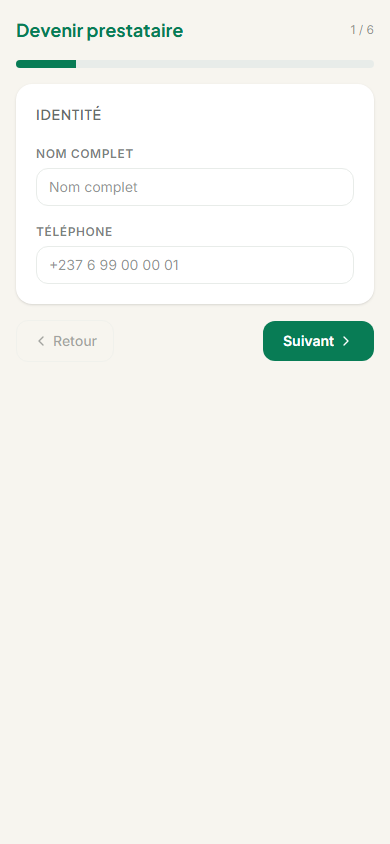 Devenir prestataire
1 / 6
IDENTITÉ
NOM COMPLET
Nom complet
TÉLÉPHONE
+237 6 99 00 00 01
Retour
Suivant